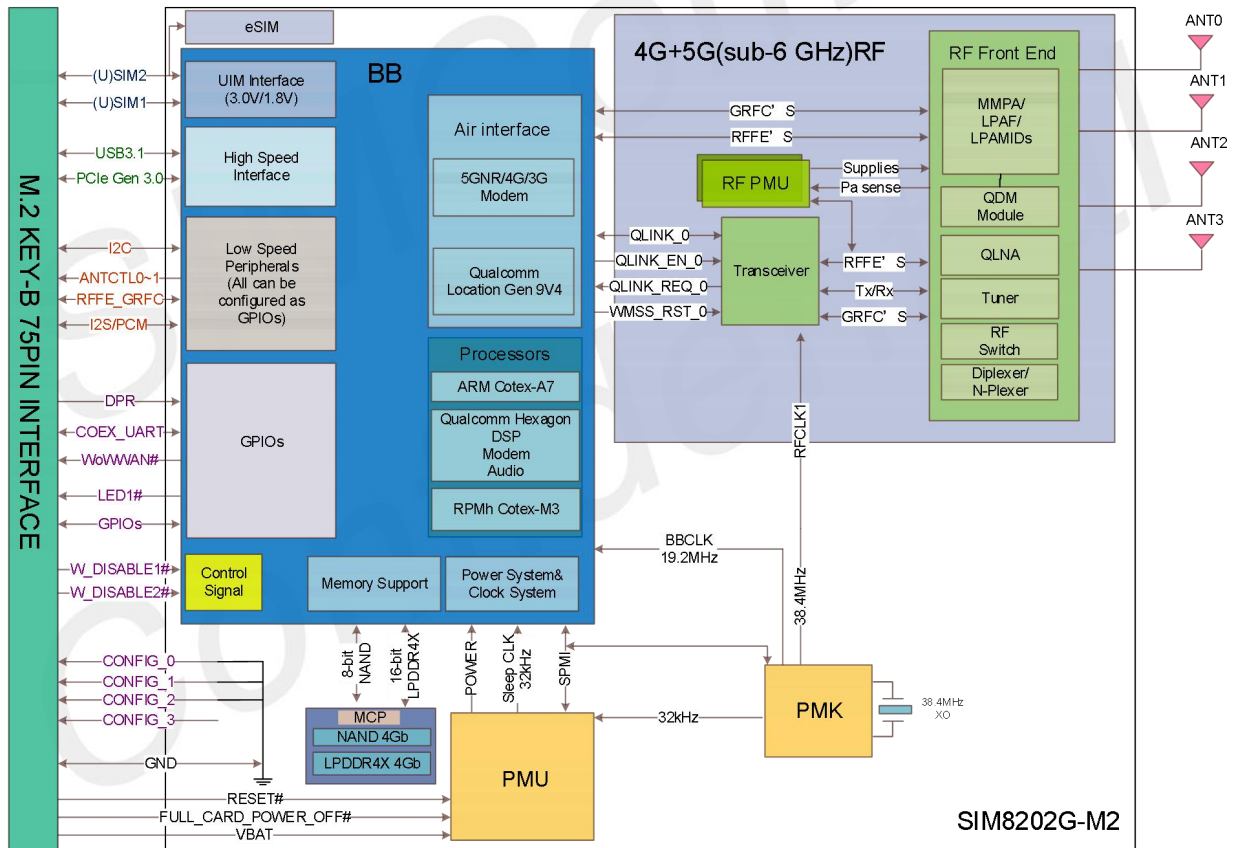 eSIM
BB
UIM Interface
(3.0V/1.8V)
High Speed
Interface
Low Speed
Peripherals
(All can be
configured as
GPIOs)
GPIOs
Control
Signal
Memory Support
Power System&
Clock System
Air interface
5GNR/4G/3G
Modem
Qualcomm
Location Gen 9V4
Processors
ARM Cotex-A7
Qualcomm Hexagon
DSP
Modem
Audio
RPMh Cotex-M3
M.2 KEY-B 75PIN INTERFACE
(U)SIM2
(U)SIM1
USB3.1
PCIe Gen 3.0
I2C
ANTCTL0~1
RFFE_GRFC
I2S/PCM
DPR
COEX_UART
WoWWAN#
LED1#
GPIOs
W_DISABLE1#
W_DISABLE2#
CONFIG_0
CONFIG_1
CONFIG_2
CONFIG_3
GND
RESET#
FULL_CARD_POWER_OFF#
VBAT
4G+5G(sub-6 GHz)RF
RF Front End
MMPA/
LPAF/
LPAMIDs
QDM
Module
QLNA
Tuner
RF
Switch
Diplexer/
N-Plexer
ANT0
ANT1
ANT2
ANT3
GRFC' S
RFFE' S
RF PMU
Supplies
Pa sense
QLINK_0
QLINK_EN_0
QLINK_REQ_0
WMSS_RST_0
Transceiver
RFFE' S
Tx/Rx
GRFC' S
RFCLK1
38.4MHz
BBCLK
19.2MHz
8-bit
NAND
16-bit
LPDDR4X
POWER
Sleep CLK
32kHz
SPMI
MCP
NAND 4Gb
LPDDR4X 4Gb
PMU
32kHz
PMK
38.4MHz
XO
SIM8202G-M2